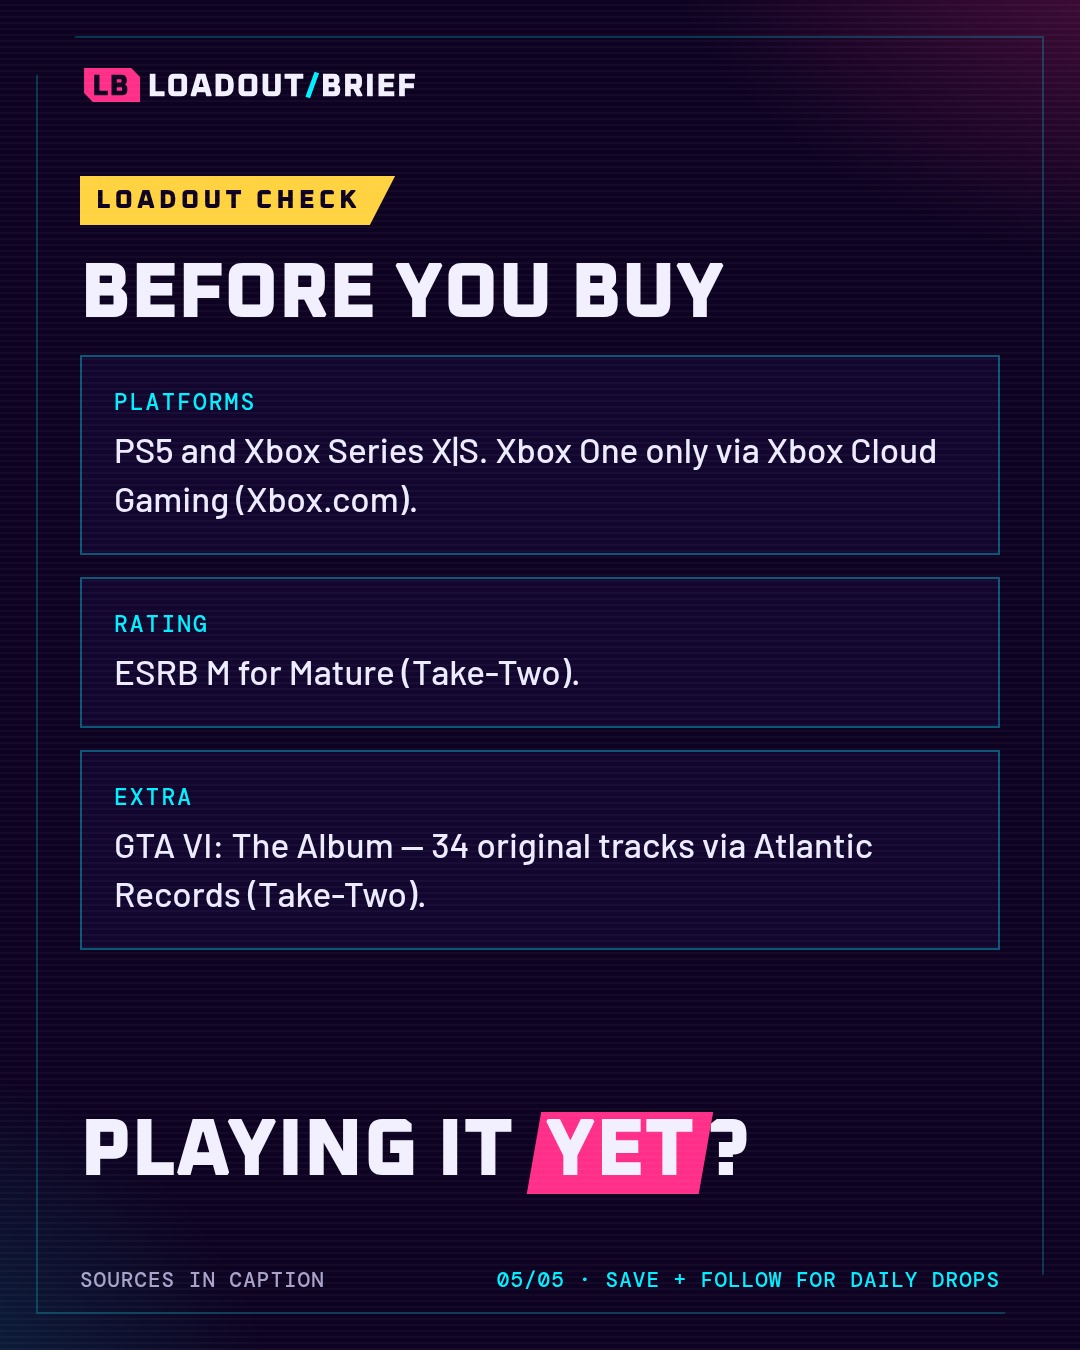 LB LOADOUT/BRIEF
LOADOUT CHECK
BEFORE YOU BUY
PLATFORMS
PS5 and Xbox Series X|S. Xbox One only via Xbox Cloud
Gaming (Xbox.com).
RATING
ESRB M for Mature (Take-Two).
EXTRA
GTA VI: The Album — 34 original tracks via Atlantic
Records (Take-Two).
PLAYING IT YET?
SOURCES IN CAPTION
05/05 · SAVE + FOLLOW FOR DAILY DROPS